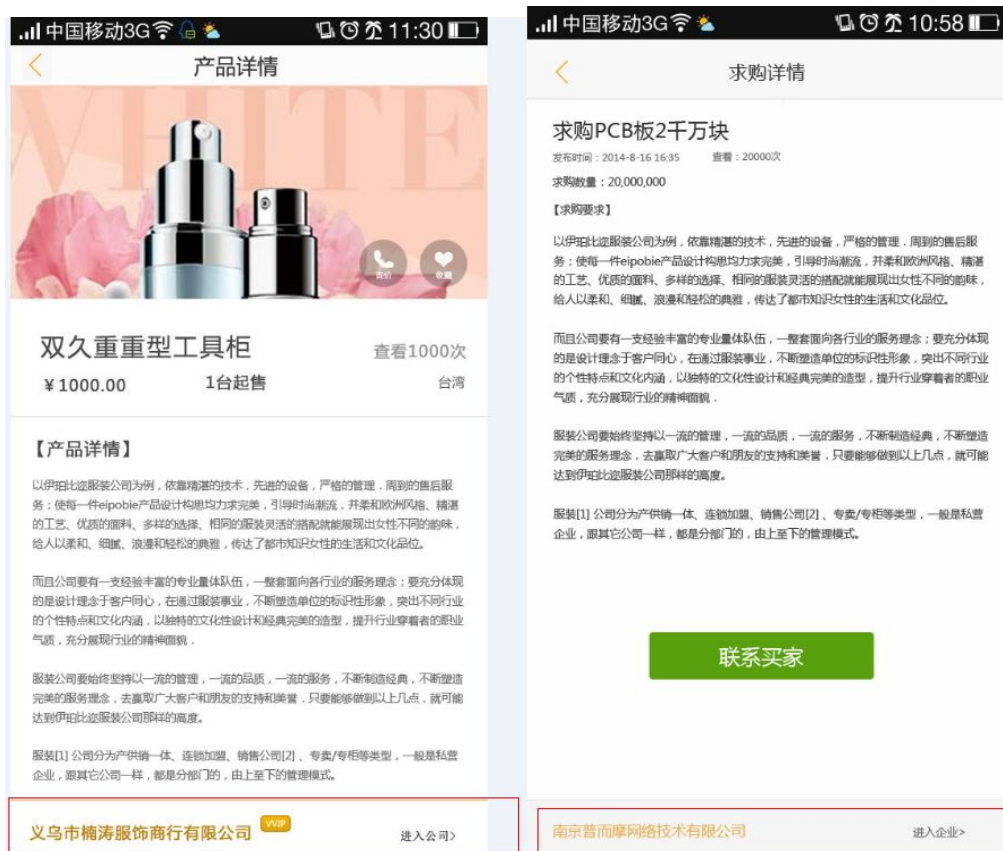 中国移动3G 11:30
产品详情
WHITE
询价 收藏
双久重重型工具柜
查看1000次
¥1000.00 1台起售 台湾
【产品详情】
以伊珀比迩服装公司为例，依靠精湛的技术，先进的设备，严格的管理．周到的售后服
务；使每一件eipobie产品设计构思均力求完美，引导时尚潮流，并柔和欧洲风格、精湛
的工艺、优质的面料、多样的选择、相同的服装灵活的搭配就能展现出女性不同的韵味，
给人以柔和、细腻、浪漫和轻松的典雅，传达了都市知识女性的生活和文化品位。
而且公司要有一支经验丰富的专业量体队伍，一整套面向各行业的服务理念；要充分体现
的是设计理念于客户同心，在通过服装事业，不断塑造单位的标识性形象，突出不同行业
的个性特点和文化内涵，以独特的文化性设计和经典完美的造型，提升行业穿着者的职业
气质，充分展现行业的精神面貌．
服装公司要始终坚持以一流的管理，一流的品质，一流的服务，不断制造经典，不断塑造
完美的服务理念．去赢取广大客户和朋友的支持和美誉．只要能够做到以上几点，就可能
达到伊珀比迩服装公司那样的高度。
服装[1] 公司分为产供销一体、连锁加盟、销售公司[2] 、专卖/专柜等类型，一般是私营
企业，跟其它公司一样，都是分部门的，由上至下的管理模式。
义乌市楠涛服饰商行有限公司 VVIP 进入公司>
中国移动3G 10:58
求购详情
求购PCB板2千万块
发布时间：2014-8-16 16:35 查看：20000次
求购数量：20,000,000
【求购要求】
以伊珀比迩服装公司为例，依靠精湛的技术，先进的设备，严格的管理．周到的售后服
务；使每一件eipobie产品设计构思均力求完美，引导时尚潮流，并柔和欧洲风格、精湛
的工艺、优质的面料、多样的选择、相同的服装灵活的搭配就能展现出女性不同的韵味，
给人以柔和、细腻、浪漫和轻松的典雅，传达了都市知识女性的生活和文化品位。
而且公司要有一支经验丰富的专业量体队伍，一整套面向各行业的服务理念；要充分体现
的是设计理念于客户同心，在通过服装事业，不断塑造单位的标识性形象，突出不同行业
的个性特点和文化内涵，以独特的文化性设计和经典完美的造型，提升行业穿着者的职业
气质，充分展现行业的精神面貌．
服装公司要始终坚持以一流的管理，一流的品质，一流的服务，不断制造经典，不断塑造
完美的服务理念，去赢取广大客户和朋友的支持和美誉．只要能够做到以上几点，就可能
达到伊珀比迩服装公司那样的高度。
服装[1] 公司分为产供销一体、连锁加盟、销售公司[2] 、专卖/专柜等类型，一般是私营
企业，跟其它公司一样，都是分部门的，由上至下的管理模式。
联系买家
南京普而摩网络技术有限公司 进入企业>